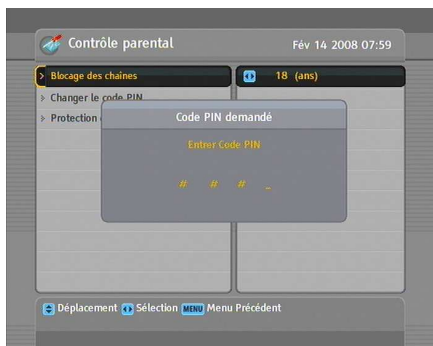 Contrôle parental
Fév 14 2008 07:59
Blocage des chaînes
18 (ans)
Changer le code PIN
Protection
Code PIN demandé
Entrer Code PIN
# # # _
Déplacement Sélection MENU Menu Précédent